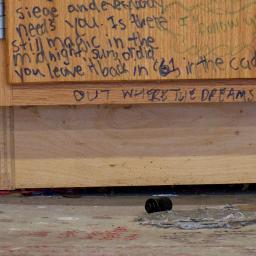 siege and everybody
needs you. Is there
still magic in the
midnight sun, or did
you leave it back in '61, in the cad
OUT WHERE THE DREAMS